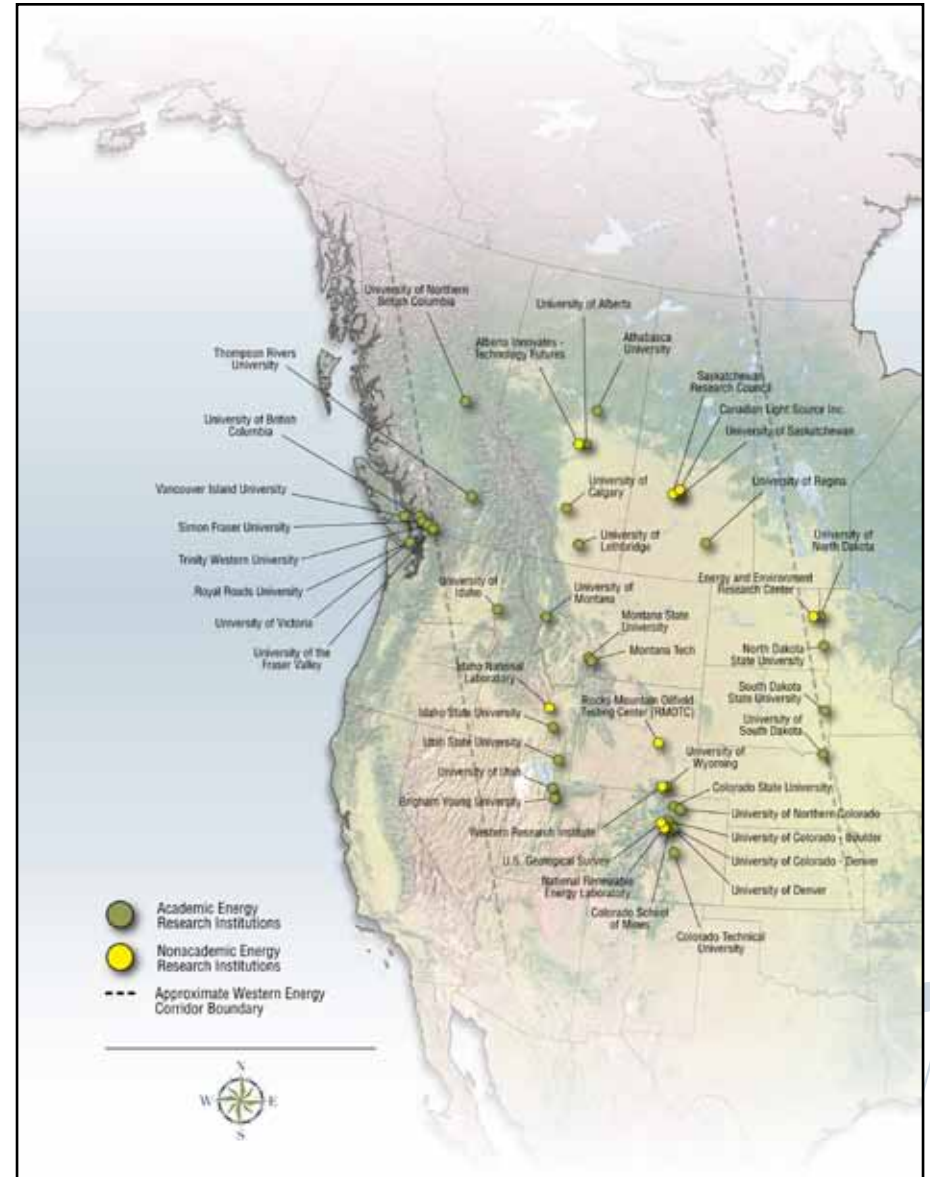 University of Northern
British Columbia
University of Alberta
Alberta Innovates -
Technology Futures
Athabasca
University
Thompson Rivers
University
Saskatchewan
Research Council
Canadian Light Source Inc.
University of Saskatchewan
University of British
Columbia
University of
Calgary
University of Regina
Vancouver Island University
Simon Fraser University
University of
Lethbridge
University of
North Dakota
Trinity Western University
Energy and Environment
Research Center
Royal Roads University
University of
Idaho
University of
Montana
University of Victoria
Montana State
University
University of the
Fraser Valley
Montana Tech
North Dakota
State University
Idaho National
Laboratory
Rocky Mountain Oilfield
Testing Center (RMOTC)
South Dakota
State University
Idaho State University
University of
South Dakota
Utah State University
University of
Wyoming
University of Utah
Colorado State University
Brigham Young University
University of Northern Colorado
Western Research Institute
University of Colorado - Boulder
U.S. Geological Survey
University of Colorado - Denver
National Renewable
Energy Laboratory
University of Denver
Colorado School
of Mines
Colorado Technical
University
Academic Energy
Research Institutions
Nonacademic Energy
Research Institutions
Approximate Western Energy
Corridor Boundary
N
W E
S